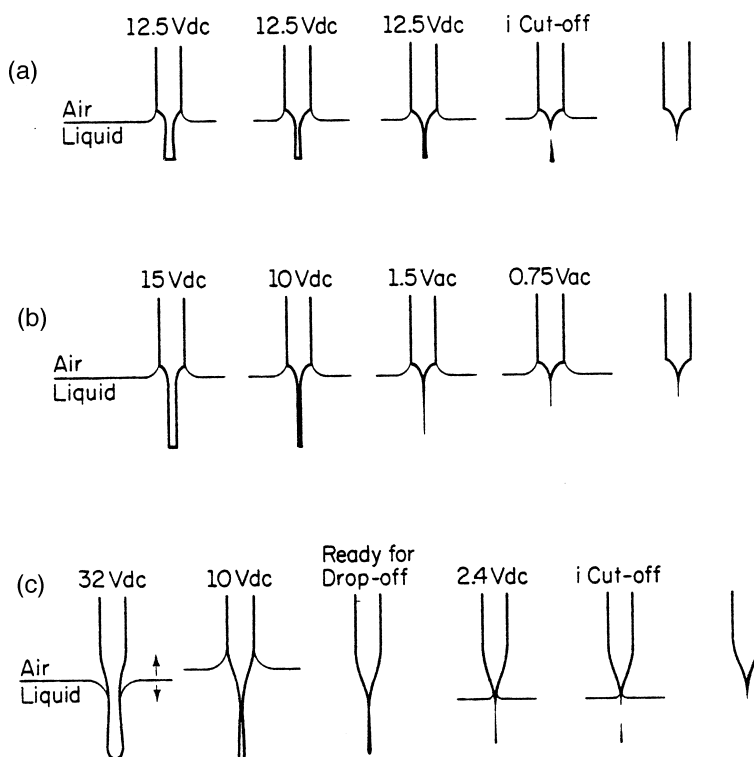 (a)
12.5 Vdc 12.5 Vdc 12.5 Vdc i Cut-off
Air
Liquid
(b)
15 Vdc 10 Vdc 1.5 Vac 0.75 Vac
Air
Liquid
(c)
32 Vdc 10 Vdc Ready for
Drop-off 2.4 Vdc i Cut-off
Air
Liquid